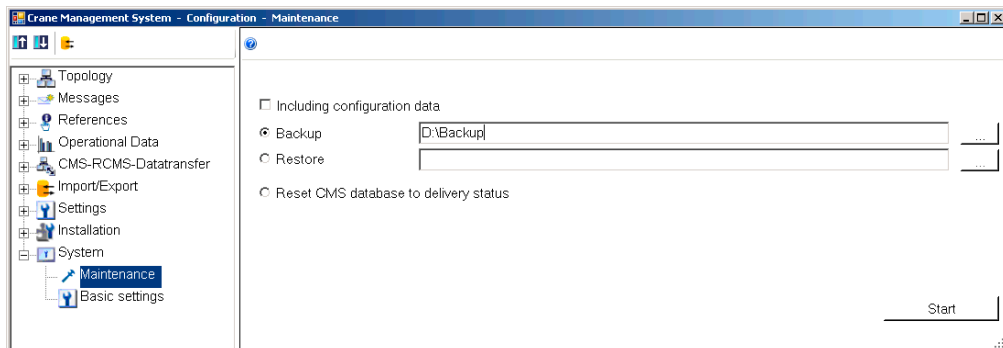 Crane Management System - Configuration - Maintenance
Topology
Messages
References
Operational Data
CMS-RCMS-Datatransfer
Import/Export
Settings
Installation
System
Maintenance
Basic settings
Including configuration data
Backup D:\Backup ...
Restore ...
Reset CMS database to delivery status
Start